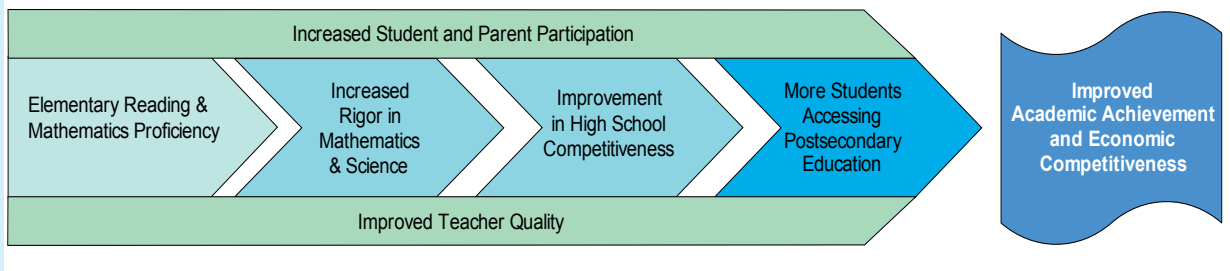 Increased Student and Parent Participation
Elementary Reading &
Mathematics Proficiency
Increased
Rigor in
Mathematics
& Science
Improvement
in High School
Competitiveness
More Students
Accessing
Postsecondary
Education
Improved Teacher Quality
Improved
Academic Achievement
and Economic
Competitiveness